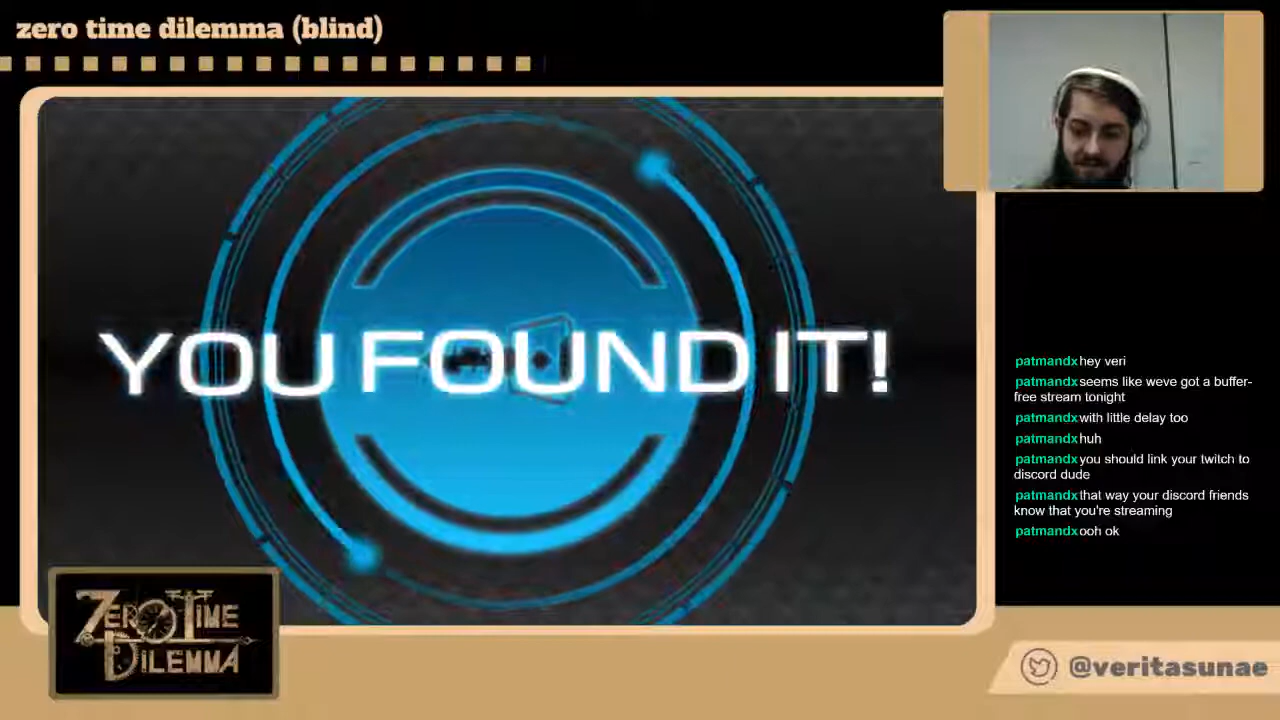 zero time dilemma (blind)
YOU FOUND IT!
patmandx hey veri
patmandx seems like weve got a buffer-
free stream tonight
patmandx with little delay too
patmandx huh
patmandx you should link your twitch to
discord dude
patmandx that way your discord friends
know that you're streaming
patmandx ooh ok
ZERO TIME
DILEMMA
@veritasunae